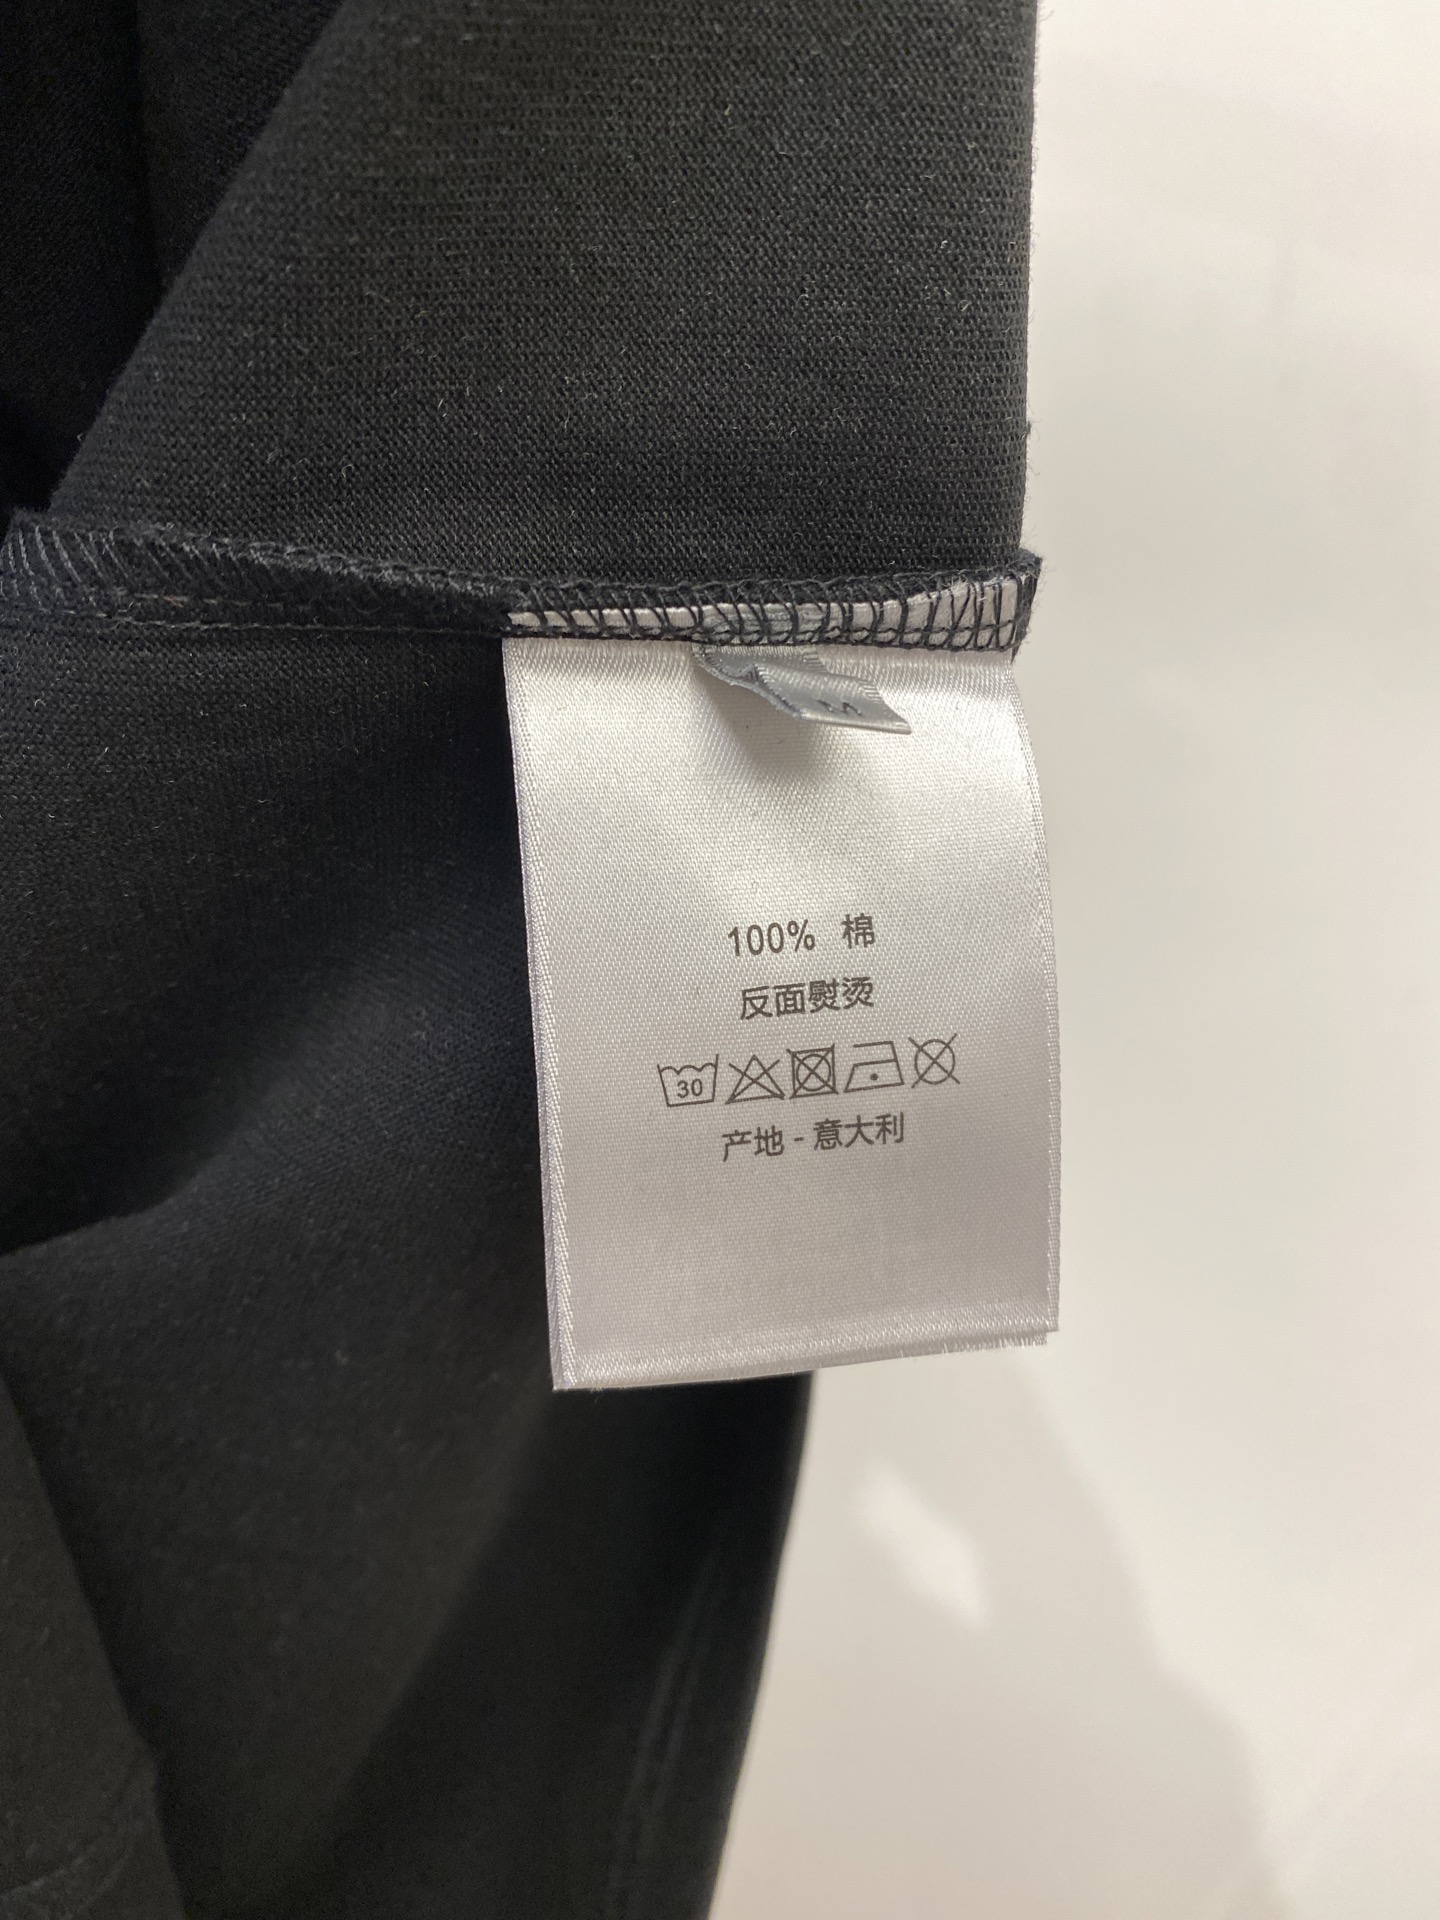 100% 棉
反面熨烫
30
产地 - 意大利